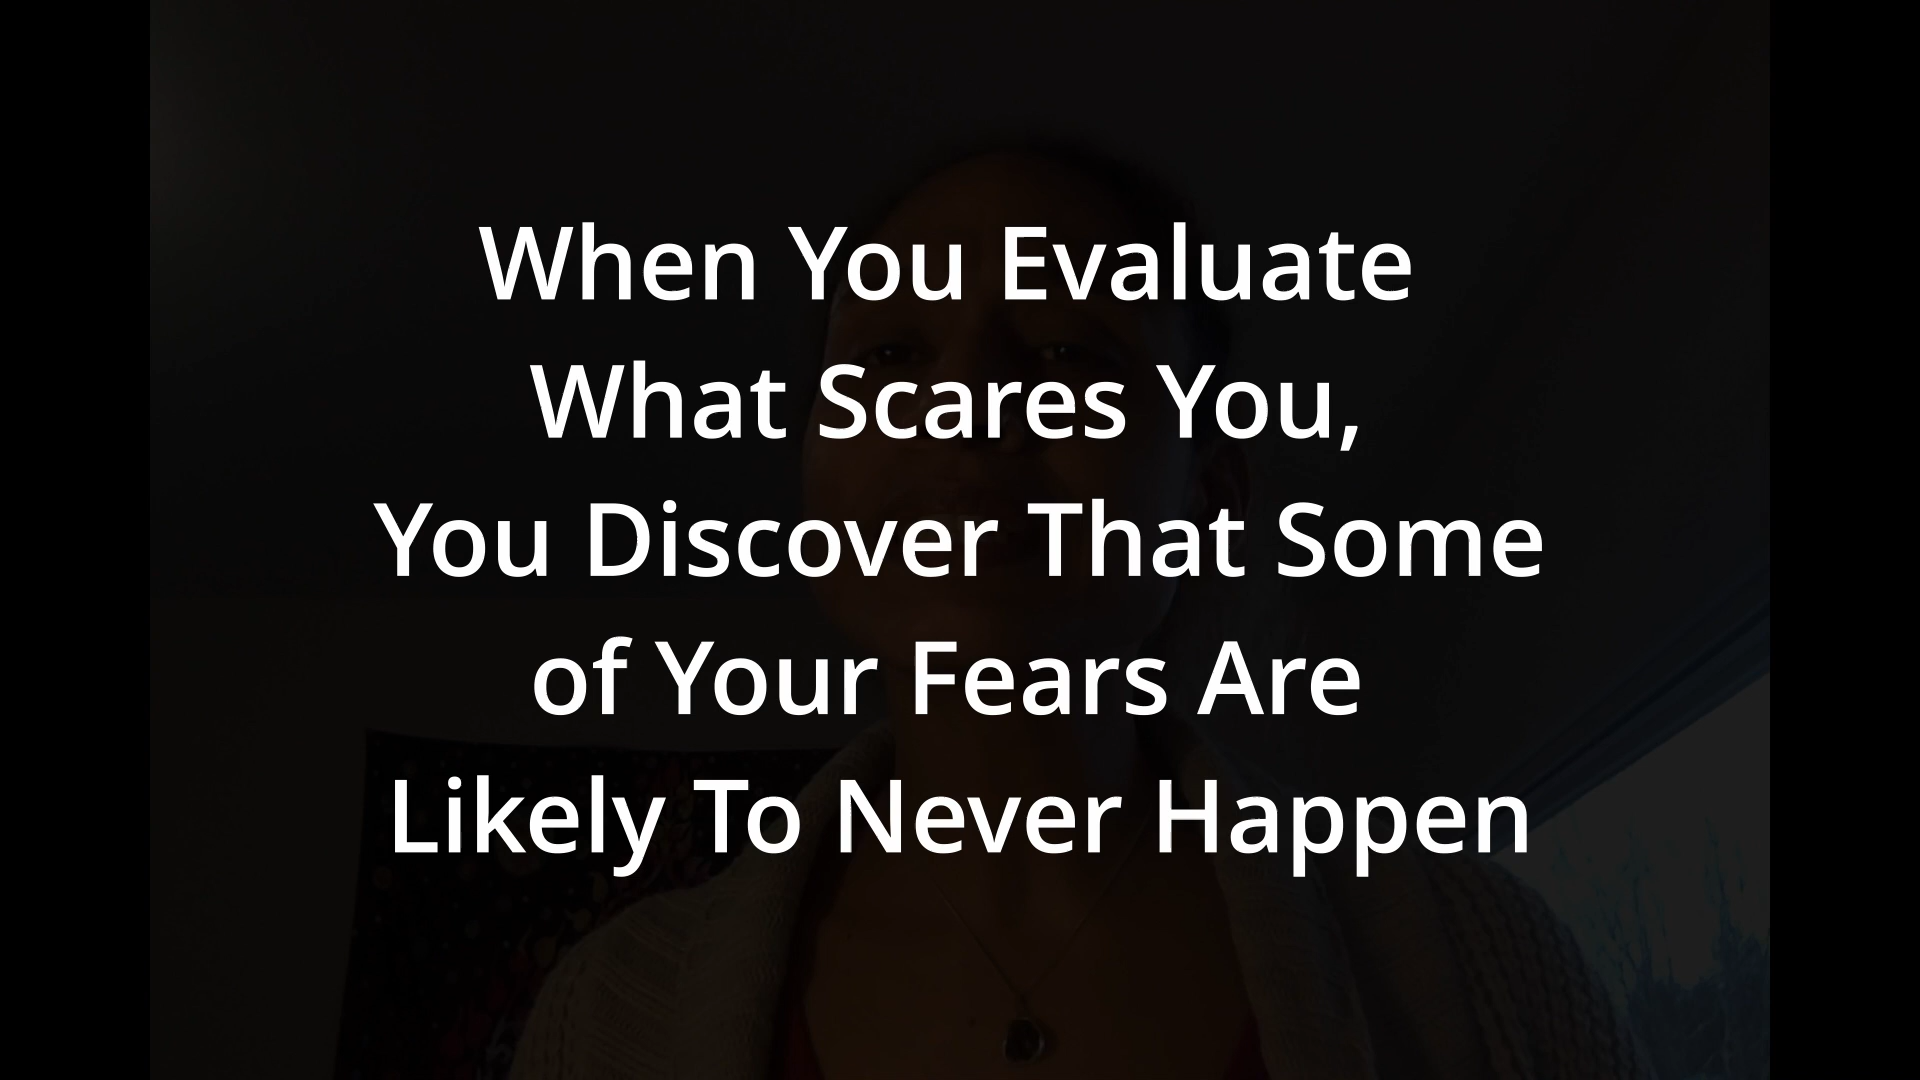 When You Evaluate
What Scares You,
You Discover That Some
of Your Fears Are
Likely To Never Happen